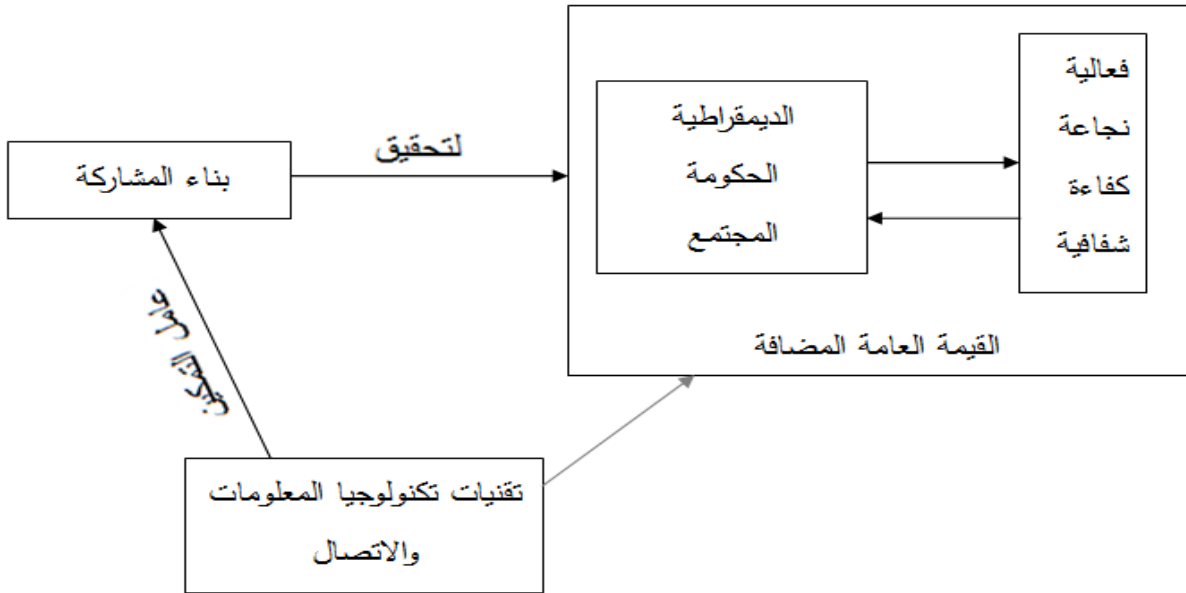 فعالية
نجاعة
كفاءة
شفافية
الديمقراطية
الحكومة
المجتمع
القيمة العامة المضافة
لتحقيق
بناء المشاركة
عامل التمكين
تقنيات تكنولوجيا المعلومات
والاتصال